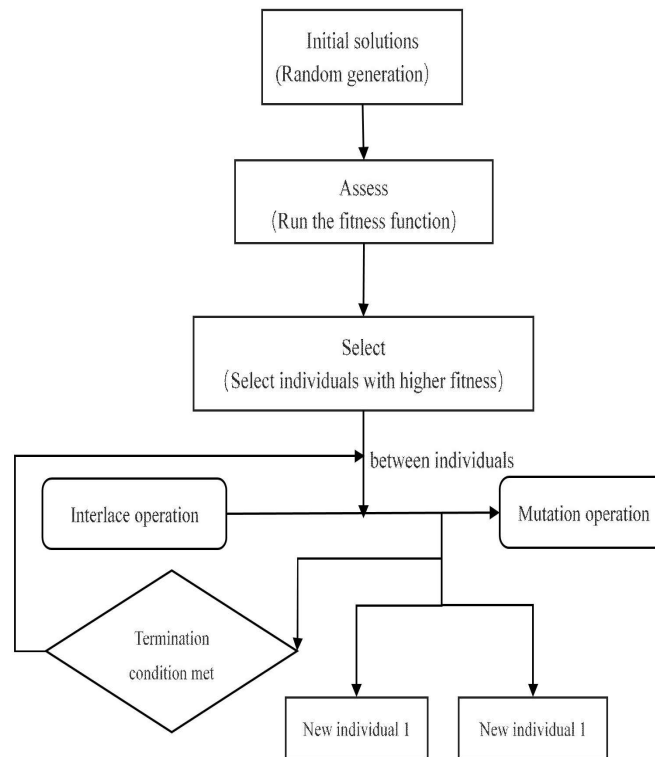 Initial solutions
(Random generation)
Assess
(Run the fitness function)
Select
(Select individuals with higher fitness)
between individuals
Interlace operation
Mutation operation
Termination
condition met
New individual 1
New individual 1